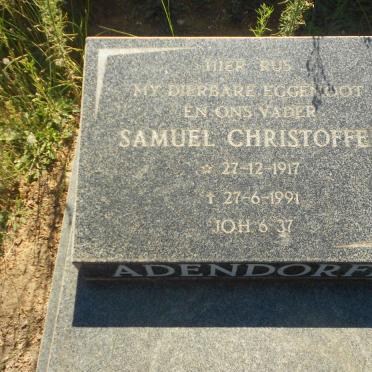 HIER RUS
MY DIERBARE EGGENOOT
EN ONS VADER
SAMUEL CHRISTOFFE
☆ 27-12-1917
† 27-6-1991
JOH 6 37
ADENDORF